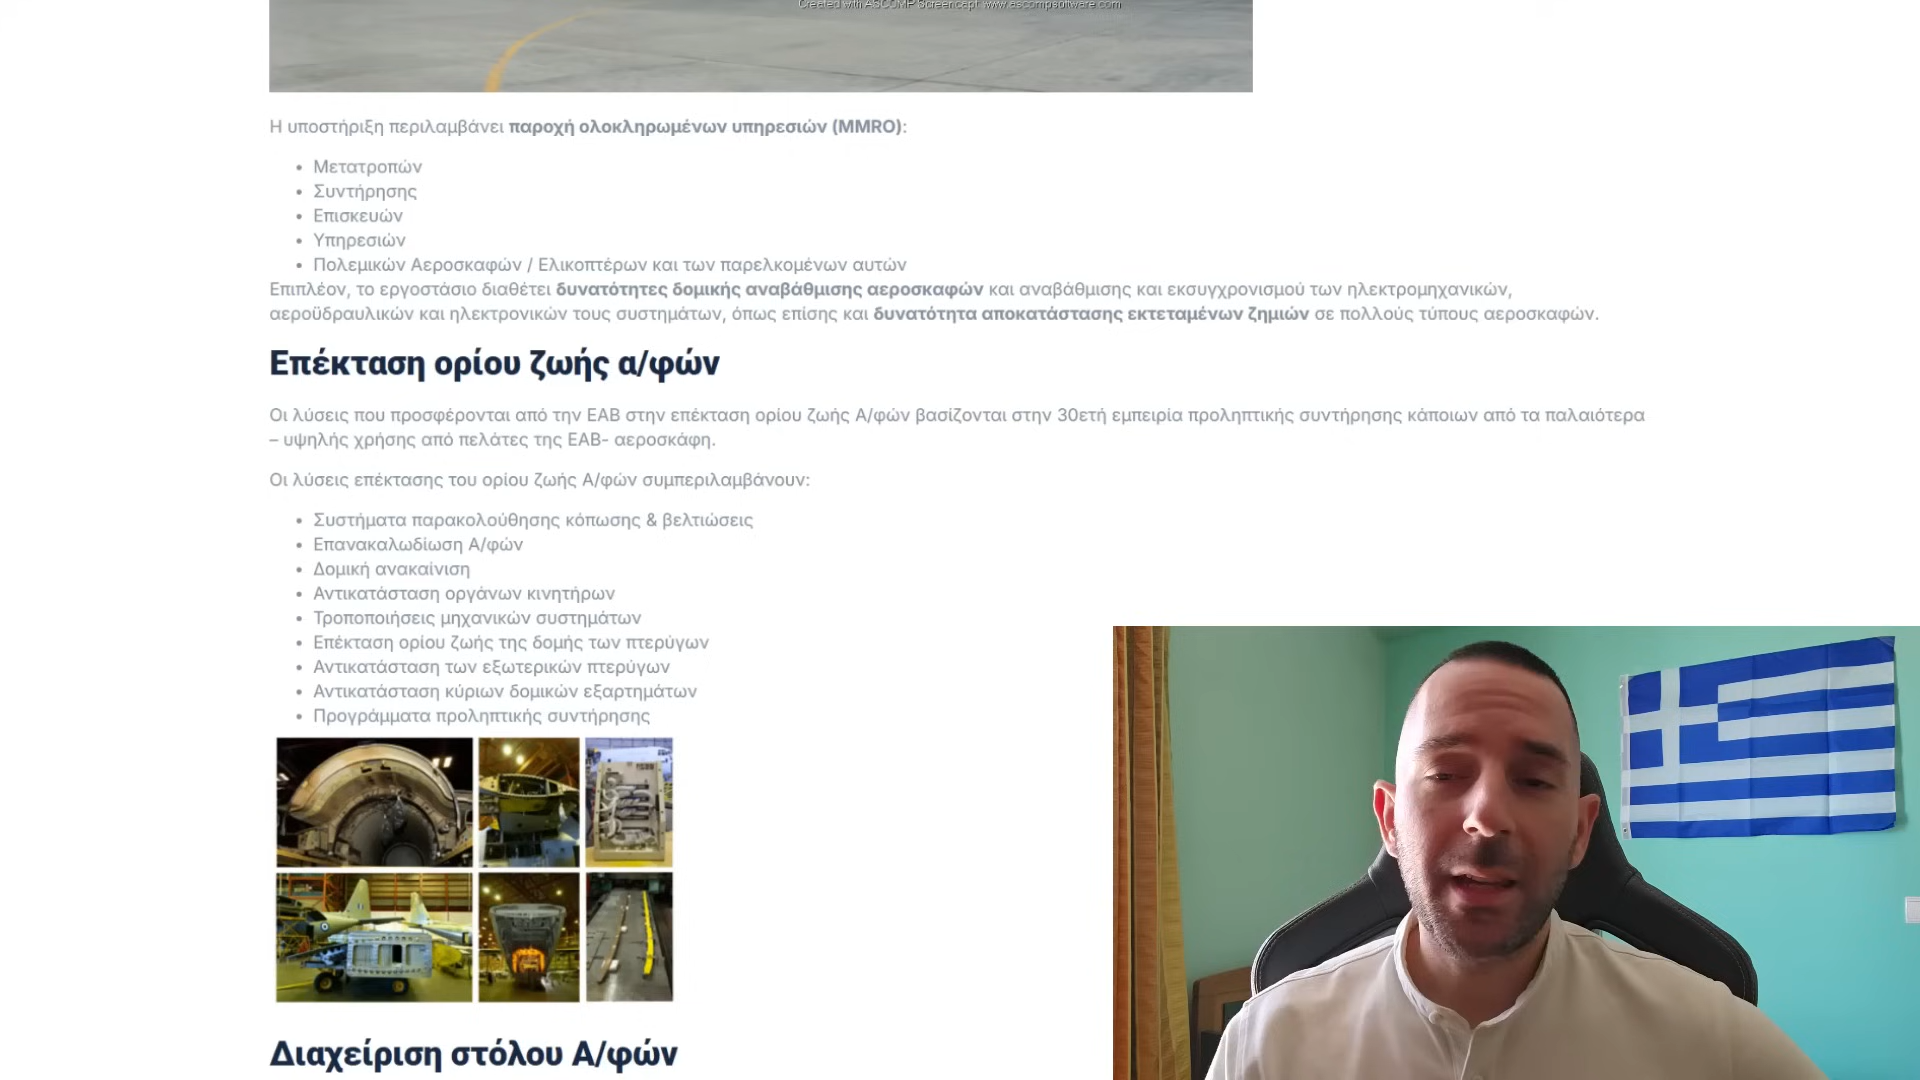 Created with ASCOMP Screencapt www.ascompsoftware.com
Η υποστήριξη περιλαμβάνει παροχή ολοκληρωμένων υπηρεσιών (MMRO):
• Μετατροπών
• Συντήρησης
• Επισκευών
• Υπηρεσιών
• Πολεμικών Αεροσκαφών / Ελικοπτέρων και των παρελκομένων αυτών
Επιπλέον, το εργοστάσιο διαθέτει δυνατότητες δομικής αναβάθμισης αεροσκαφών και αναβάθμισης και εκσυγχρονισμού των ηλεκτρομηχανικών,
αεροϋδραυλικών και ηλεκτρονικών τους συστημάτων, όπως επίσης και δυνατότητα αποκατάστασης εκτεταμένων ζημιών σε πολλούς τύπους αεροσκαφών.
Επέκταση ορίου ζωής α/φών
Οι λύσεις που προσφέρονται από την ΕΑΒ στην επέκταση ορίου ζωής Α/φών βασίζονται στην 30ετή εμπειρία προληπτικής συντήρησης κάποιων από τα παλαιότερα
– υψηλής χρήσης από πελάτες της ΕΑΒ- αεροσκάφη.
Οι λύσεις επέκτασης του ορίου ζωής Α/φών συμπεριλαμβάνουν:
• Συστήματα παρακολούθησης κόπωσης & βελτιώσεις
• Επανακαλωδίωση Α/φών
• Δομική ανακαίνιση
• Αντικατάσταση οργάνων κινητήρων
• Τροποποιήσεις μηχανικών συστημάτων
• Επέκταση ορίου ζωής της δομής των πτερύγων
• Αντικατάσταση των εξωτερικών πτερύγων
• Αντικατάσταση κύριων δομικών εξαρτημάτων
• Προγράμματα προληπτικής συντήρησης
Διαχείριση στόλου Α/φών